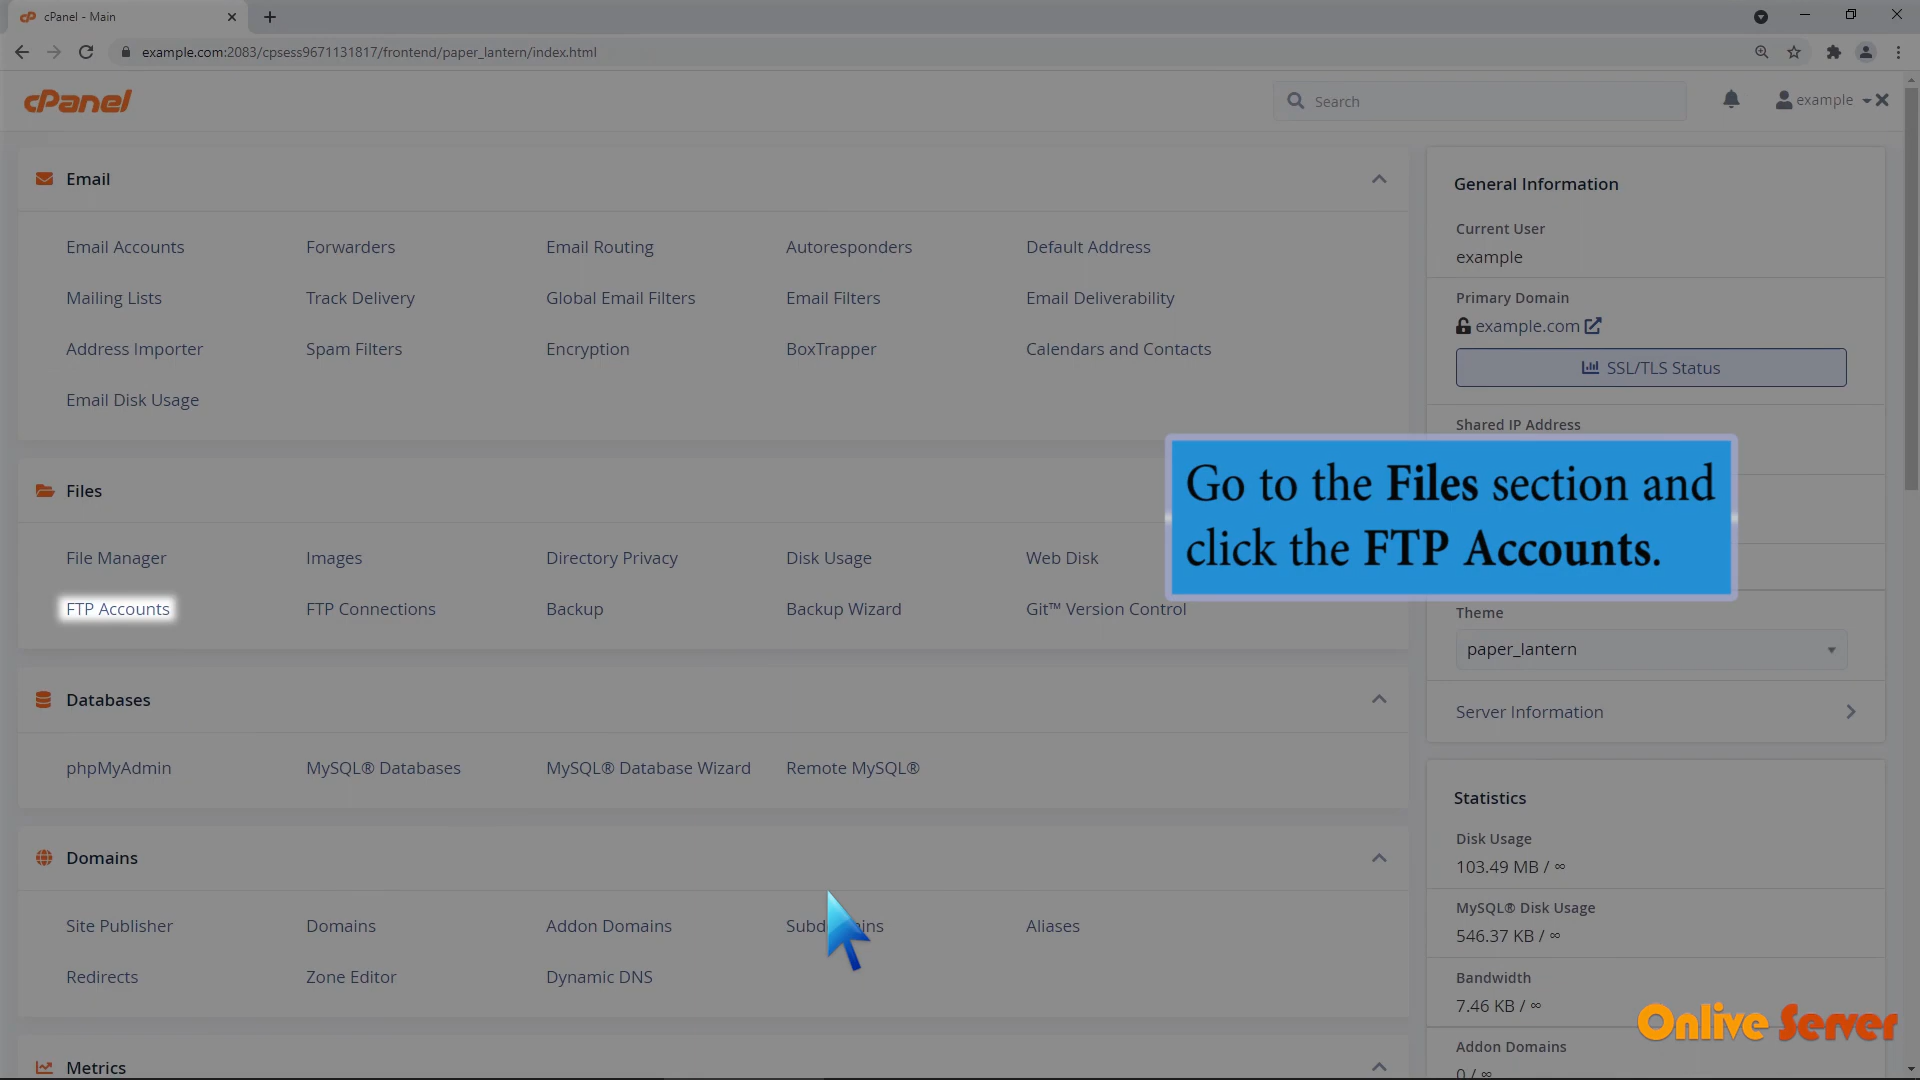 cPanel - Main
example.com:2083/cpsess9671131817/frontend/paper_lantern/index.html
cPanel
Search
example
Email
Email Accounts
Forwarders
Email Routing
Autoresponders
Default Address
Mailing Lists
Track Delivery
Global Email Filters
Email Filters
Email Deliverability
Address Importer
Spam Filters
Encryption
BoxTrapper
Calendars and Contacts
Email Disk Usage
Files
File Manager
Images
Directory Privacy
Disk Usage
Web Disk
FTP Accounts
FTP Connections
Backup
Backup Wizard
Git™ Version Control
Databases
phpMyAdmin
MySQL® Databases
MySQL® Database Wizard
Remote MySQL®
Domains
Site Publisher
Domains
Addon Domains
Aliases
Redirects
Zone Editor
Dynamic DNS
Metrics
General Information
Current User
example
Primary Domain
example.com
SSL/TLS Status
Shared IP Address
Go to the Files section and
click the FTP Accounts.
Theme
paper_lantern
Server Information
Statistics
Disk Usage
103.49 MB / ∞
MySQL® Disk Usage
546.37 KB / ∞
Bandwidth
7.46 KB / ∞
Addon Domains
0 / ∞
Onlive Server